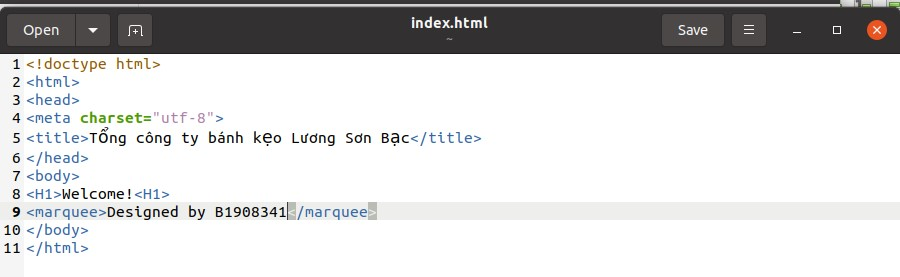 Open
index.html
~
Save
1 <!doctype html>
2 <html>
3 <head>
4 <meta charset="utf-8">
5 <title>Tổng công ty bánh kẹo Lương Sơn Bạc</title>
6 </head>
7 <body>
8 <H1>Welcome!<H1>
9 <marquee>Designed by B1908341</marquee>
10 </body>
11 </html>